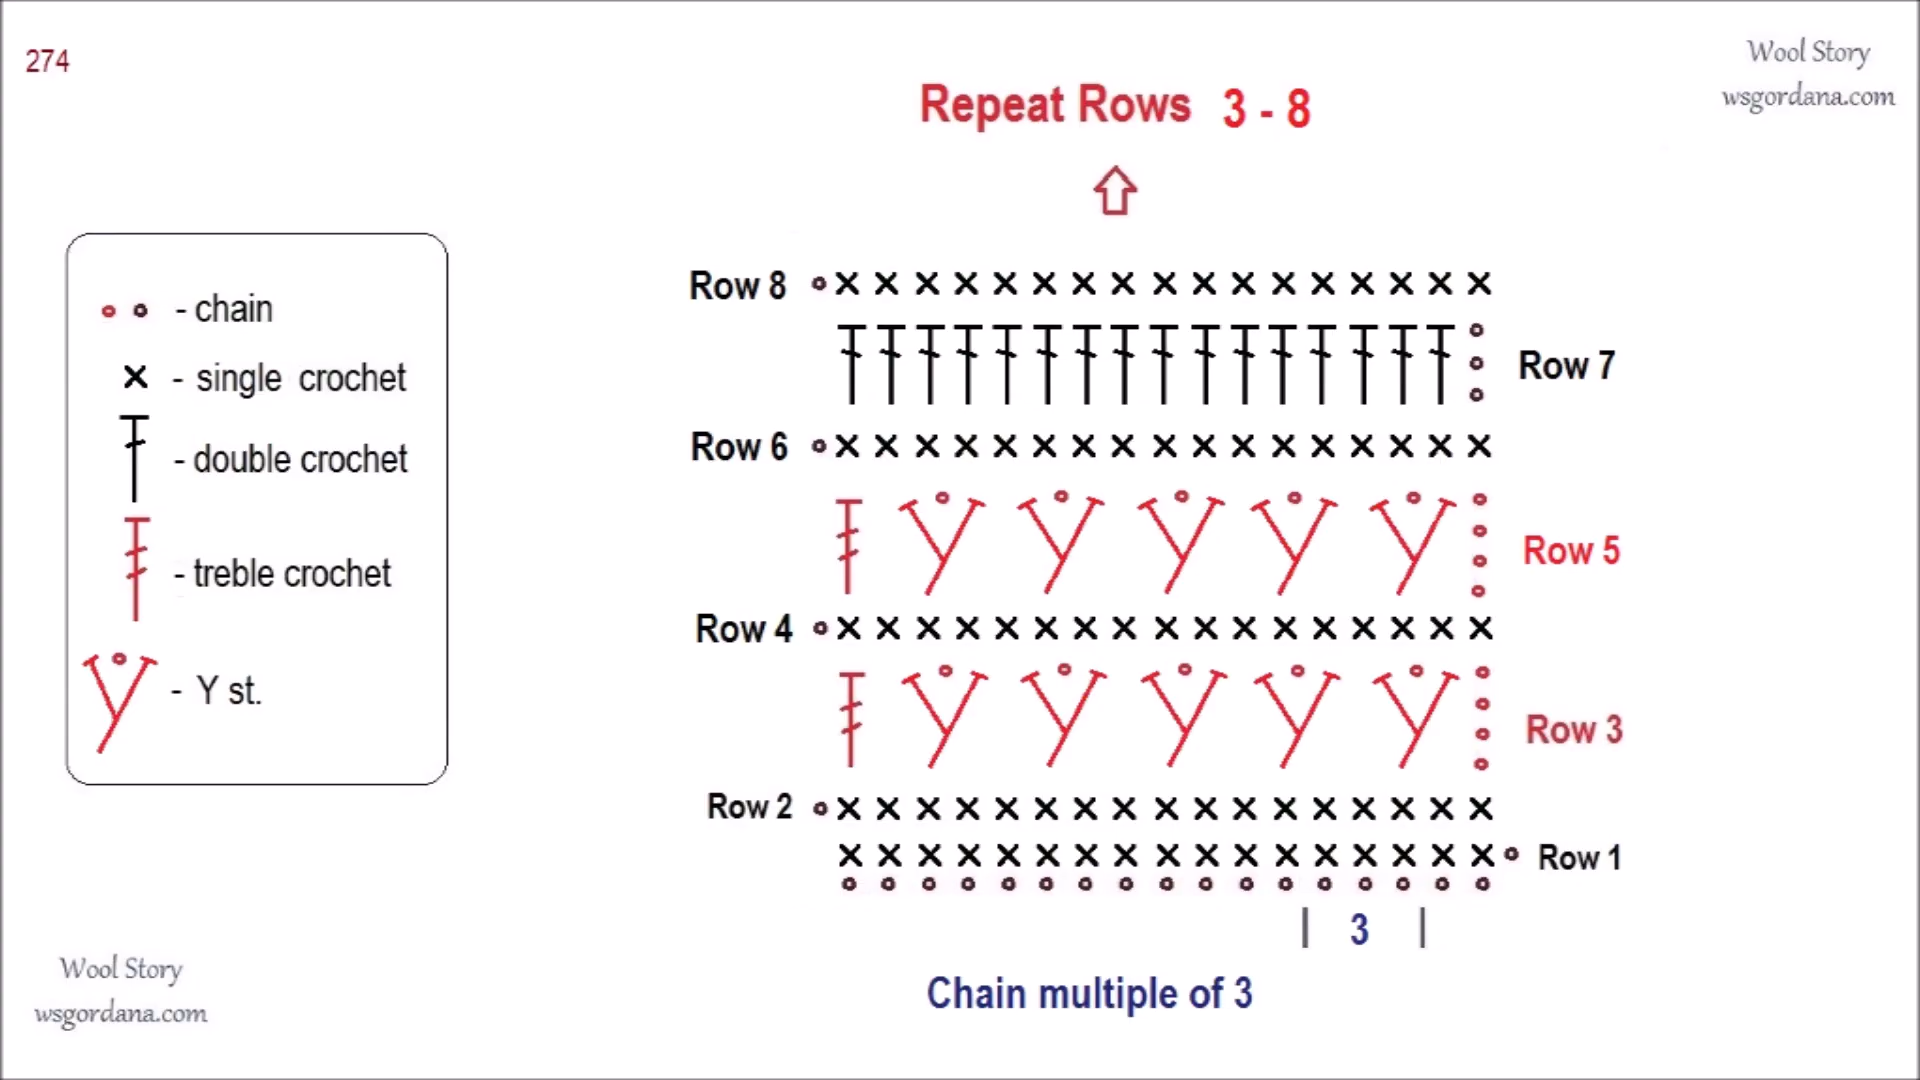 274
Wool Story
wsgordana.com
Repeat Rows 3 - 8
- chain
- single crochet
- double crochet
- treble crochet
- Y st.
Row 8
Row 7
Row 6
Row 5
Row 4
Row 3
Row 2
Row 1
3
Chain multiple of 3
Wool Story
wsgordana.com